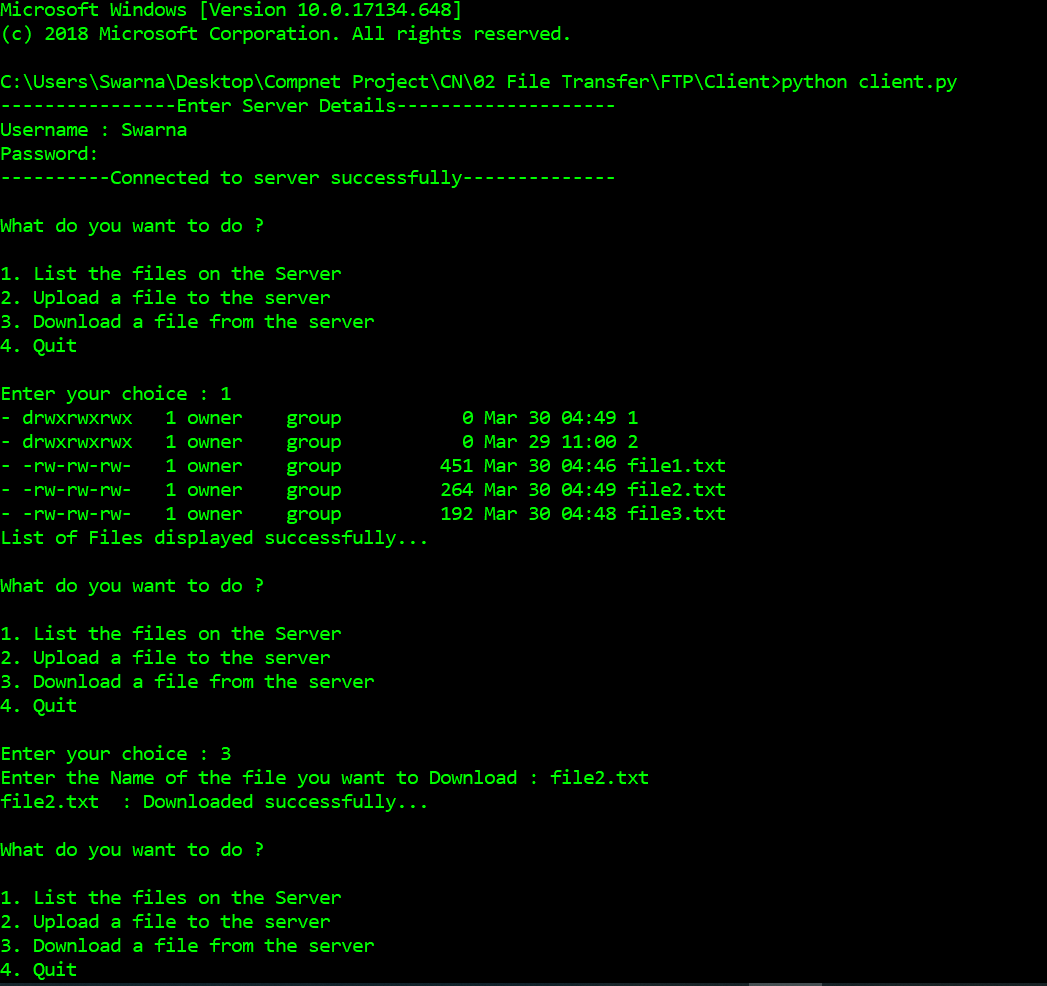 Microsoft Windows [Version 10.0.17134.648]
(c) 2018 Microsoft Corporation. All rights reserved.
C:\Users\Swarna\Desktop\Compnet Project\CN\02 File Transfer\FTP\Client>python client.py
----------------Enter Server Details--------------------
Username : Swarna
Password:
----------Connected to server successfully--------------
What do you want to do ?
1. List the files on the Server
2. Upload a file to the server
3. Download a file from the server
4. Quit
Enter your choice : 1
- drwxrwxrwx   1 owner    group           0 Mar 30 04:49 1
- drwxrwxrwx   1 owner    group           0 Mar 29 11:00 2
- -rw-rw-rw-   1 owner    group         451 Mar 30 04:46 file1.txt
- -rw-rw-rw-   1 owner    group         264 Mar 30 04:49 file2.txt
- -rw-rw-rw-   1 owner    group         192 Mar 30 04:48 file3.txt
List of Files displayed successfully...
What do you want to do ?
1. List the files on the Server
2. Upload a file to the server
3. Download a file from the server
4. Quit
Enter your choice : 3
Enter the Name of the file you want to Download : file2.txt
file2.txt  : Downloaded successfully...
What do you want to do ?
1. List the files on the Server
2. Upload a file to the server
3. Download a file from the server
4. Quit